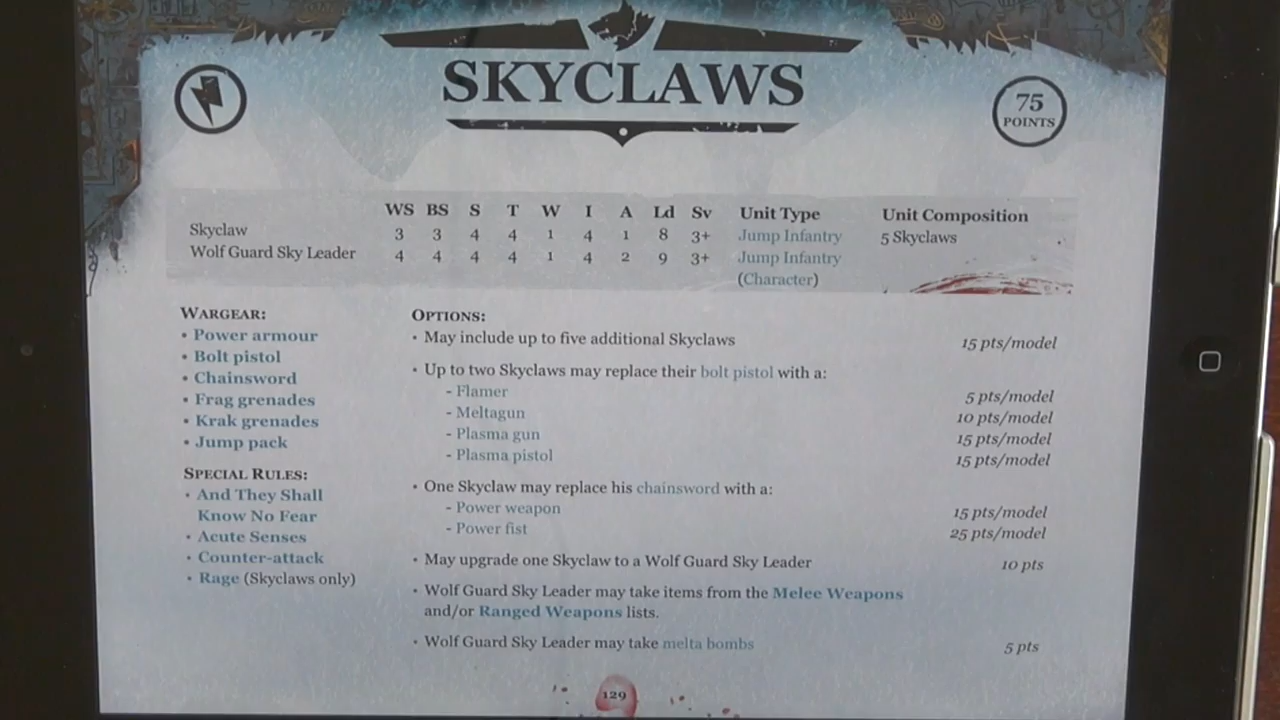 SKYCLAWS
75
POINTS
WS BS S T W I A Ld Sv Unit Type Unit Composition
Skyclaw 3 3 4 4 1 4 1 8 3+ Jump Infantry 5 Skyclaws
Wolf Guard Sky Leader 4 4 4 4 1 4 2 9 3+ Jump Infantry
(Character)
WARGEAR:
• Power armour
• Bolt pistol
• Chainsword
• Frag grenades
• Krak grenades
• Jump pack
SPECIAL RULES:
• And They Shall
Know No Fear
• Acute Senses
• Counter-attack
• Rage (Skyclaws only)
OPTIONS:
• May include up to five additional Skyclaws 15 pts/model
• Up to two Skyclaws may replace their bolt pistol with a:
- Flamer 5 pts/model
- Meltagun 10 pts/model
- Plasma gun 15 pts/model
- Plasma pistol 15 pts/model
• One Skyclaw may replace his chainsword with a:
- Power weapon 15 pts/model
- Power fist 25 pts/model
• May upgrade one Skyclaw to a Wolf Guard Sky Leader 10 pts
• Wolf Guard Sky Leader may take items from the Melee Weapons
and/or Ranged Weapons lists.
• Wolf Guard Sky Leader may take melta bombs 5 pts
129